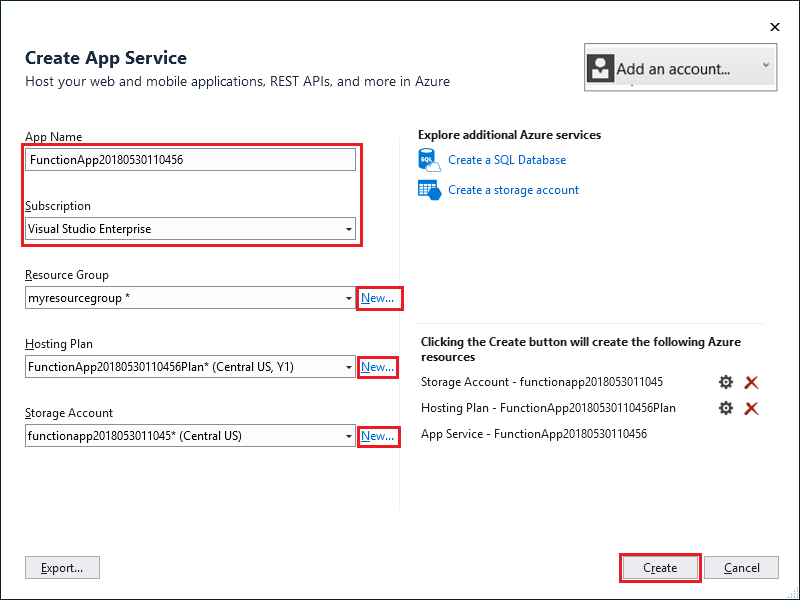 Create App Service
Host your web and mobile applications, REST APIs, and more in Azure
Add an account...
App Name
FunctionApp20180530110456
Subscription
Visual Studio Enterprise
Resource Group
myresourcegroup *
New...
Hosting Plan
FunctionApp20180530110456Plan* (Central US, Y1)
New...
Storage Account
functionapp2018053011045* (Central US)
New...
Explore additional Azure services
SQL
Create a SQL Database
Create a storage account
Clicking the Create button will create the following Azure
resources
Storage Account - functionapp2018053011045
Hosting Plan - FunctionApp20180530110456Plan
App Service - FunctionApp20180530110456
Export...
Create
Cancel